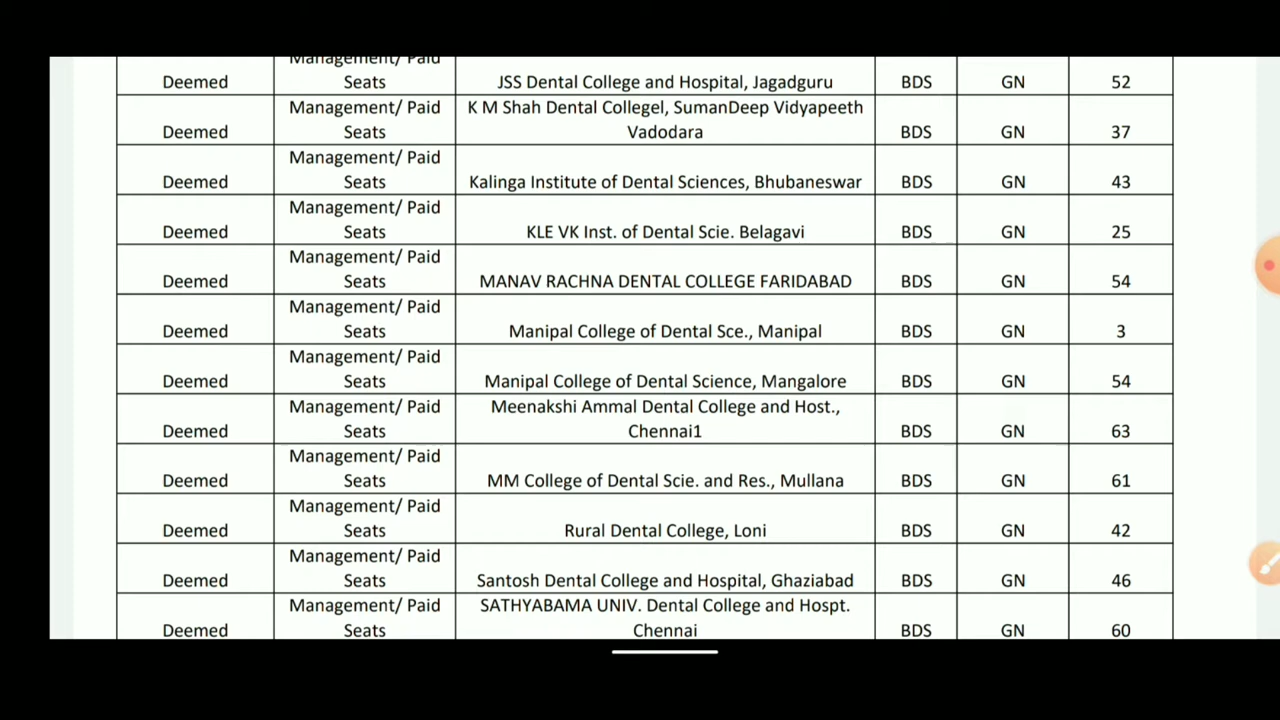 Management/ Paid
Deemed Seats JSS Dental College and Hospital, Jagadguru BDS GN 52
Management/ Paid K M Shah Dental Collegel, SumanDeep Vidyapeeth
Deemed Seats Vadodara BDS GN 37
Management/ Paid
Deemed Seats Kalinga Institute of Dental Sciences, Bhubaneswar BDS GN 43
Management/ Paid
Deemed Seats KLE VK Inst. of Dental Scie. Belagavi BDS GN 25
Management/ Paid
Deemed Seats MANAV RACHNA DENTAL COLLEGE FARIDABAD BDS GN 54
Management/ Paid
Deemed Seats Manipal College of Dental Sce., Manipal BDS GN 3
Management/ Paid
Deemed Seats Manipal College of Dental Science, Mangalore BDS GN 54
Management/ Paid Meenakshi Ammal Dental College and Host.,
Deemed Seats Chennai1 BDS GN 63
Management/ Paid
Deemed Seats MM College of Dental Scie. and Res., Mullana BDS GN 61
Management/ Paid
Deemed Seats Rural Dental College, Loni BDS GN 42
Management/ Paid
Deemed Seats Santosh Dental College and Hospital, Ghaziabad BDS GN 46
Management/ Paid SATHYABAMA UNIV. Dental College and Hospt.
Deemed Seats Chennai BDS GN 60